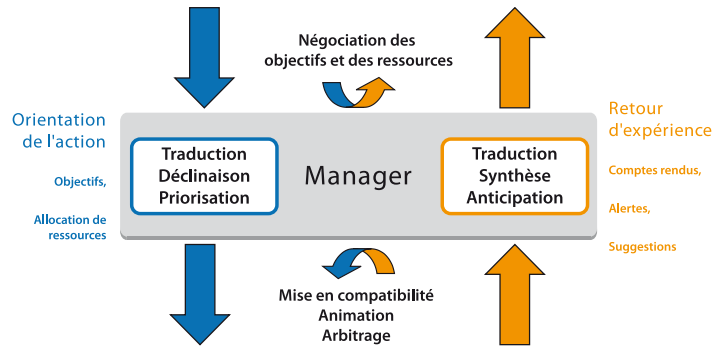 Négociation des
objectifs et des ressources
Orientation
de l'action
Objectifs,
Allocation de
ressources
Traduction
Déclinaison
Priorisation
Manager
Traduction
Synthèse
Anticipation
Retour
d'expérience
Comptes rendus,
Alertes,
Suggestions
Mise en compatibilité
Animation
Arbitrage